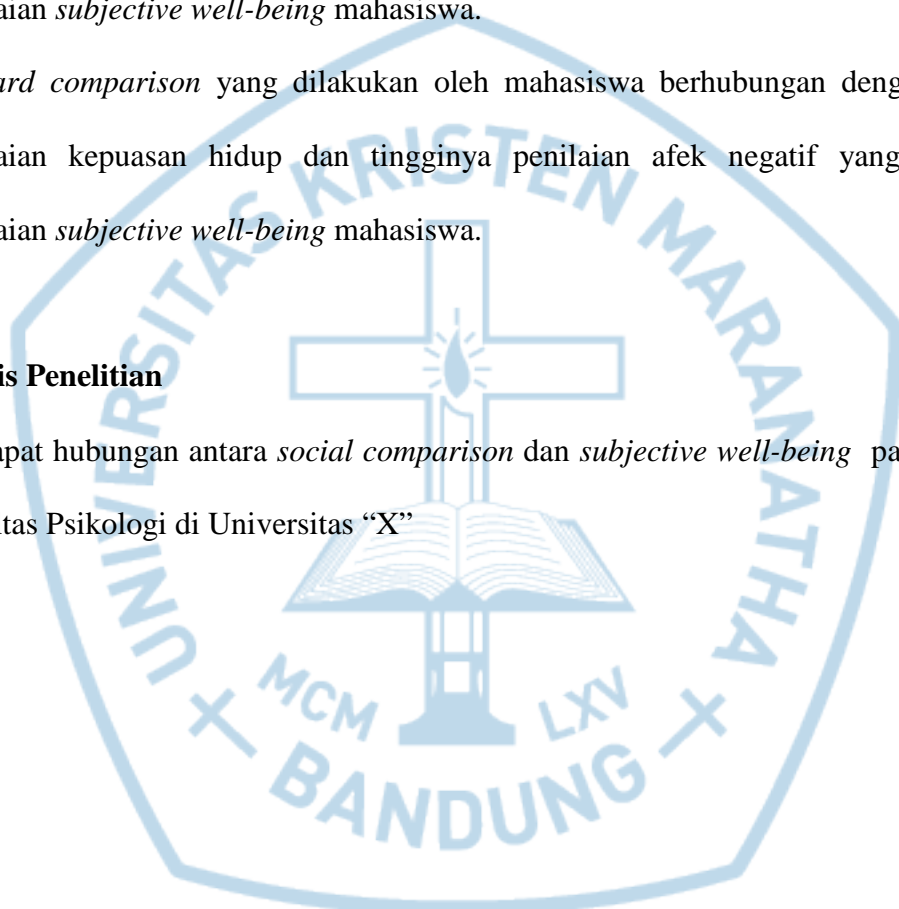 aian subjective well-being mahasiswa.
ard comparison yang dilakukan oleh mahasiswa berhubungan deng
aian kepuasan hidup dan tingginya penilaian afek negatif yang
aian subjective well-being mahasiswa.
is Penelitian
apat hubungan antara social comparison dan subjective well-being pa
tas Psikologi di Universitas “X”
UNIVERSITAS KRISTEN MARANATHA
MCM LXV
BANDUNG